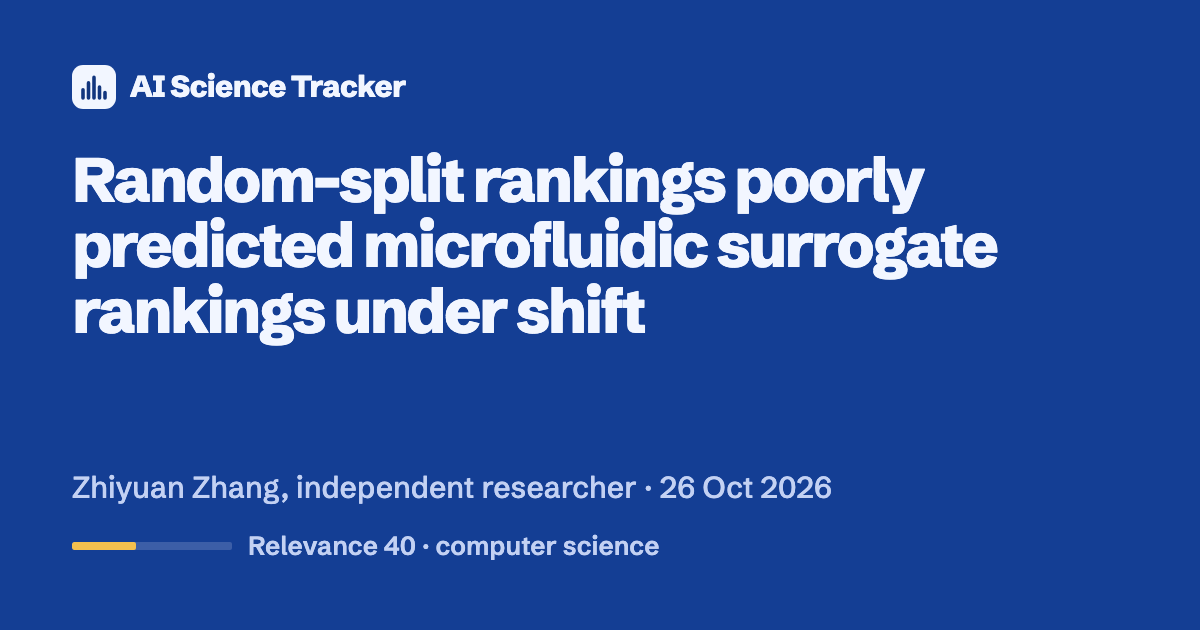 AI Science Tracker
Random-split rankings poorly
predicted microfluidic surrogate
rankings under shift
Zhiyuan Zhang, independent researcher · 26 Oct 2026
Relevance 40 · computer science